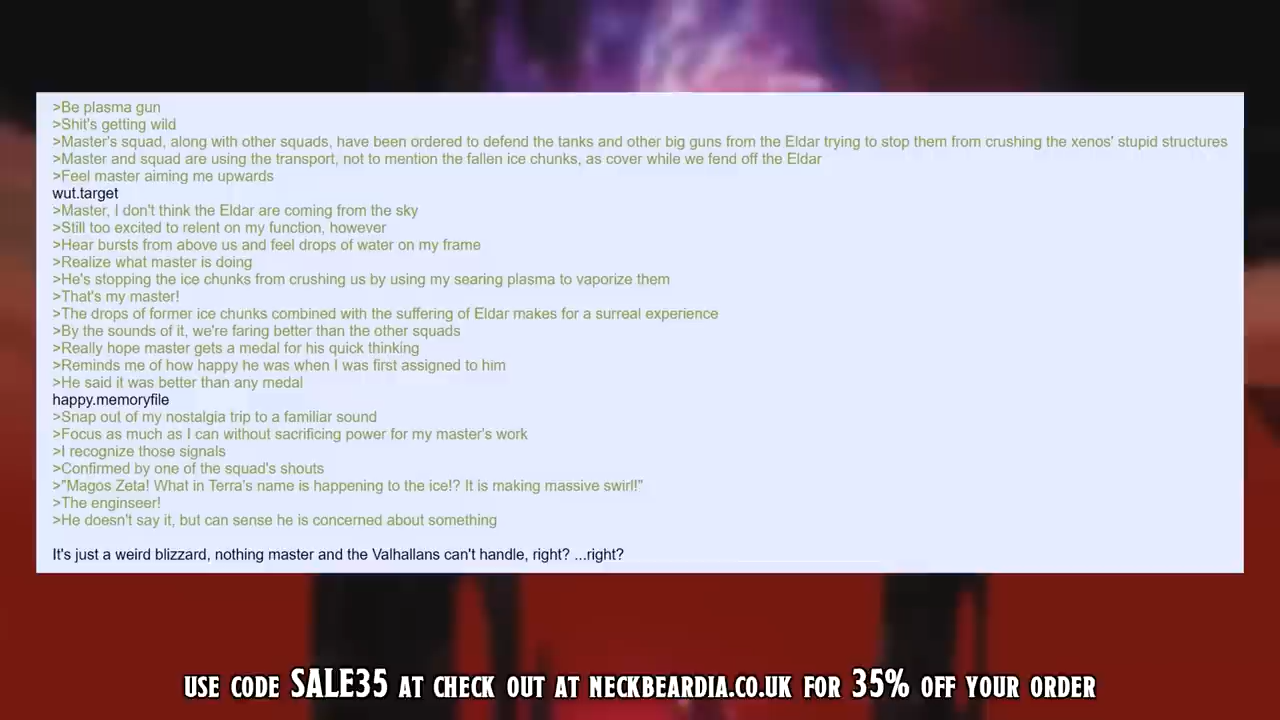 >Be plasma gun
>Shit's getting wild
>Master's squad, along with other squads, have been ordered to defend the tanks and other big guns from the Eldar trying to stop them from crushing the xenos' stupid structures
>Master and squad are using the transport, not to mention the fallen ice chunks, as cover while we fend off the Eldar
>Feel master aiming me upwards
wut.target
>Master, I don't think the Eldar are coming from the sky
>Still too excited to relent on my function, however
>Hear bursts from above us and feel drops of water on my frame
>Realize what master is doing
>He's stopping the ice chunks from crushing us by using my searing plasma to vaporize them
>That's my master!
>The drops of former ice chunks combined with the suffering of Eldar makes for a surreal experience
>By the sounds of it, we're faring better than the other squads
>Really hope master gets a medal for his quick thinking
>Reminds me of how happy he was when I was first assigned to him
>He said it was better than any medal
happy.memoryfile
>Snap out of my nostalgia trip to a familiar sound
>Focus as much as I can without sacrificing power for my master's work
>I recognize those signals
>Confirmed by one of the squad's shouts
>"Magos Zeta! What in Terra's name is happening to the ice!? It is making massive swirl!"
>The enginseer!
>He doesn't say it, but can sense he is concerned about something
It's just a weird blizzard, nothing master and the Valhallans can't handle, right? ...right?
USE CODE SALE35 AT CHECK OUT AT NECKBEARDIA.CO.UK FOR 35% OFF YOUR ORDER